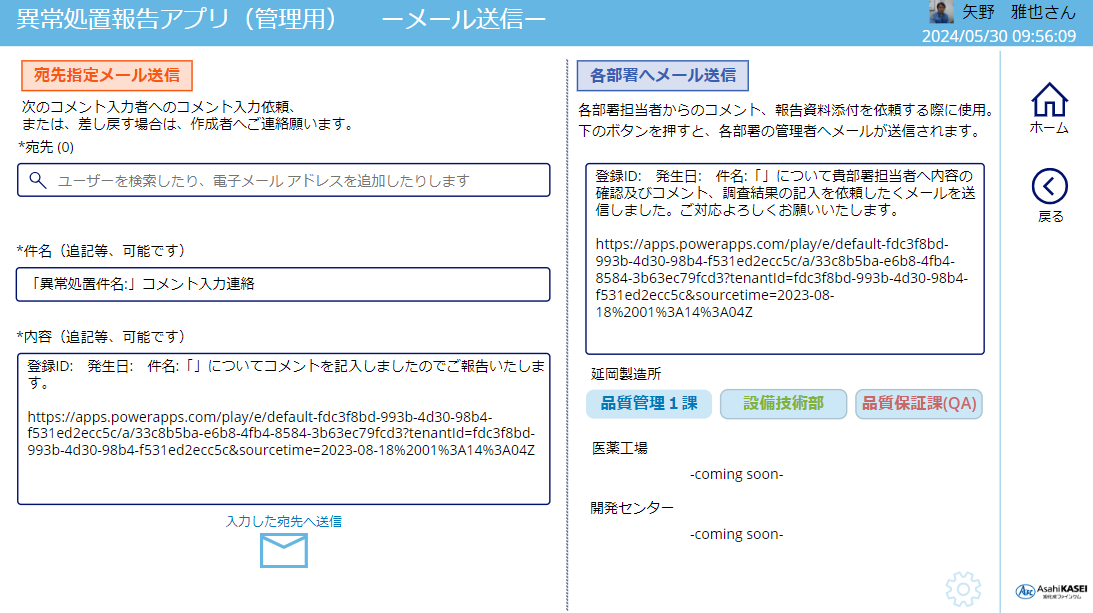 異常処置報告アプリ（管理用）　ーメール送信ー
矢野　雅也さん
2024/05/30 09:56:09
宛先指定メール送信
次のコメント入力者へのコメント入力依頼、
または、差し戻す場合は、作成者へご連絡願います。
*宛先 (0)
ユーザーを検索したり、電子メール アドレスを追加したりします
*件名（追記等、可能です）
「異常処置件名:」コメント入力連絡
*内容（追記等、可能です）
登録ID:　発生日:　件名:「」についてコメントを記入しましたのでご報告いたしま
す。
https://apps.powerapps.com/play/e/default-fdc3f8bd-993b-4d30-98b4-
f531ed2ecc5c/a/33c8b5ba-e6b8-4fb4-8584-3b63ec79fcd3?tenantId=fdc3f8bd-
993b-4d30-98b4-f531ed2ecc5c&sourcetime=2023-08-18%2001%3A14%3A04Z
入力した宛先へ送信
各部署へメール送信
各部署担当者からのコメント、報告資料添付を依頼する際に使用。
下のボタンを押すと、各部署の管理者へメールが送信されます。
登録ID:　発生日:　件名:「」について貴部署担当者へ内容の
確認及びコメント、調査結果の記入を依頼したくメールを送
信しました。ご対応よろしくお願いいたします。
https://apps.powerapps.com/play/e/default-fdc3f8bd-
993b-4d30-98b4-f531ed2ecc5c/a/33c8b5ba-e6b8-4fb4-
8584-3b63ec79fcd3?tenantId=fdc3f8bd-993b-4d30-98b4-
f531ed2ecc5c&sourcetime=2023-08-
18%2001%3A14%3A04Z
延岡製造所
品質管理１課
設備技術部
品質保証課(QA)
医薬工場
-coming soon-
開発センター
-coming soon-
ホーム
戻る
AsahiKASEI